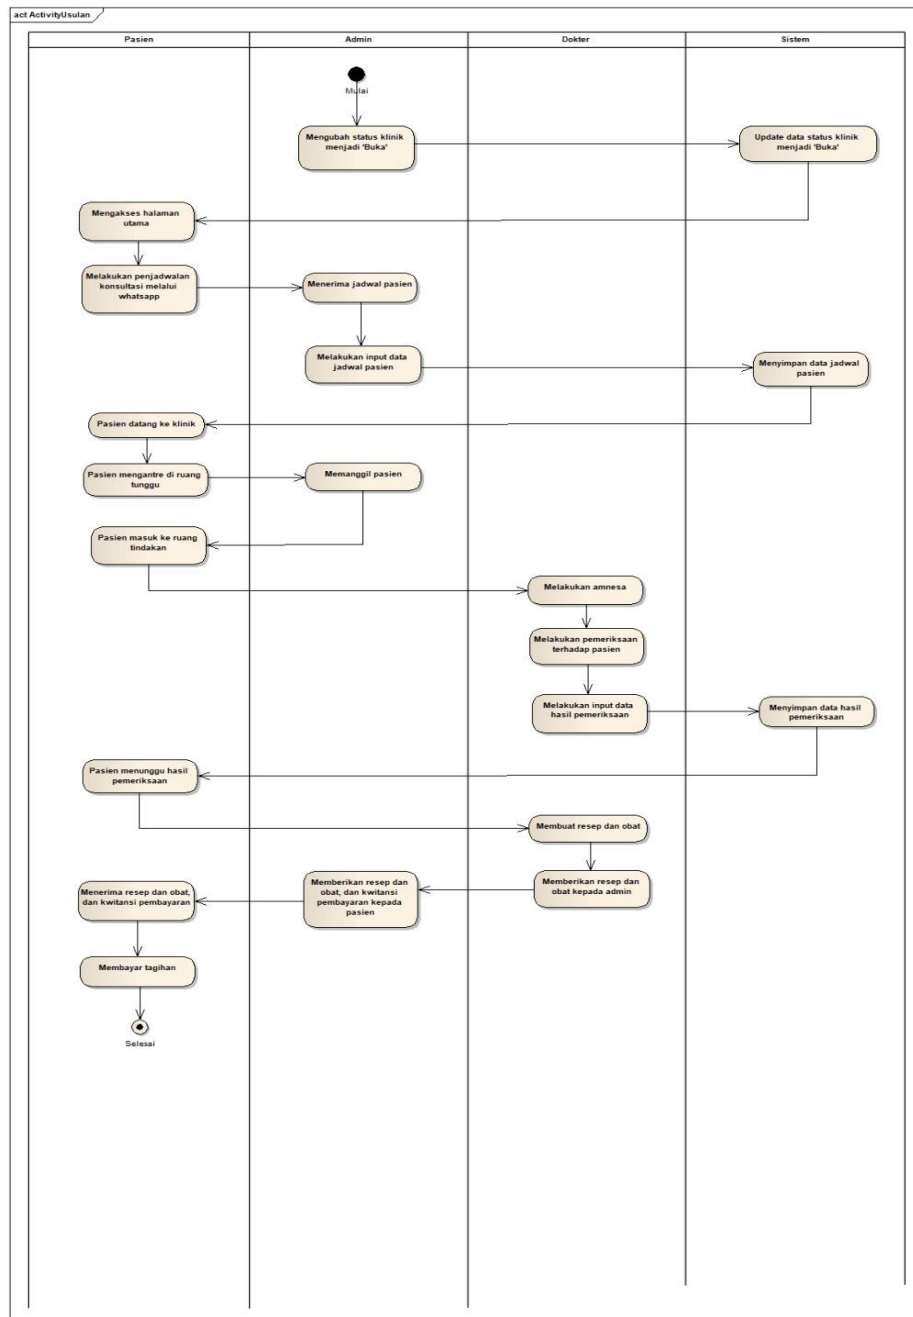 act ActivityUsulan
Pasien
Admin
Dokter
Sistem
Mulai
Mengubah status klinik
menjadi 'Buka'
Update data status klinik
menjadi 'Buka'
Mengakses halaman
utama
Melakukan penjadwalan
konsultasi melalui
whatsapp
Menerima jadwal pasien
Melakukan input data
jadwal pasien
Menyimpan data jadwal
pasien
Pasien datang ke klinik
Pasien mengantre di ruang
tunggu
Memanggil pasien
Pasien masuk ke ruang
tindakan
Melakukan amnesa
Melakukan pemeriksaan
terhadap pasien
Melakukan input data
hasil pemeriksaan
Menyimpan data hasil
pemeriksaan
Pasien menunggu hasil
pemeriksaan
Membuat resep dan obat
Memberikan resep dan
obat kepada admin
Memberikan resep dan
obat, dan kwitansi
pembayaran kepada
pasien
Menerima resep dan obat,
dan kwitansi pembayaran
Membayar tagihan
Selesai